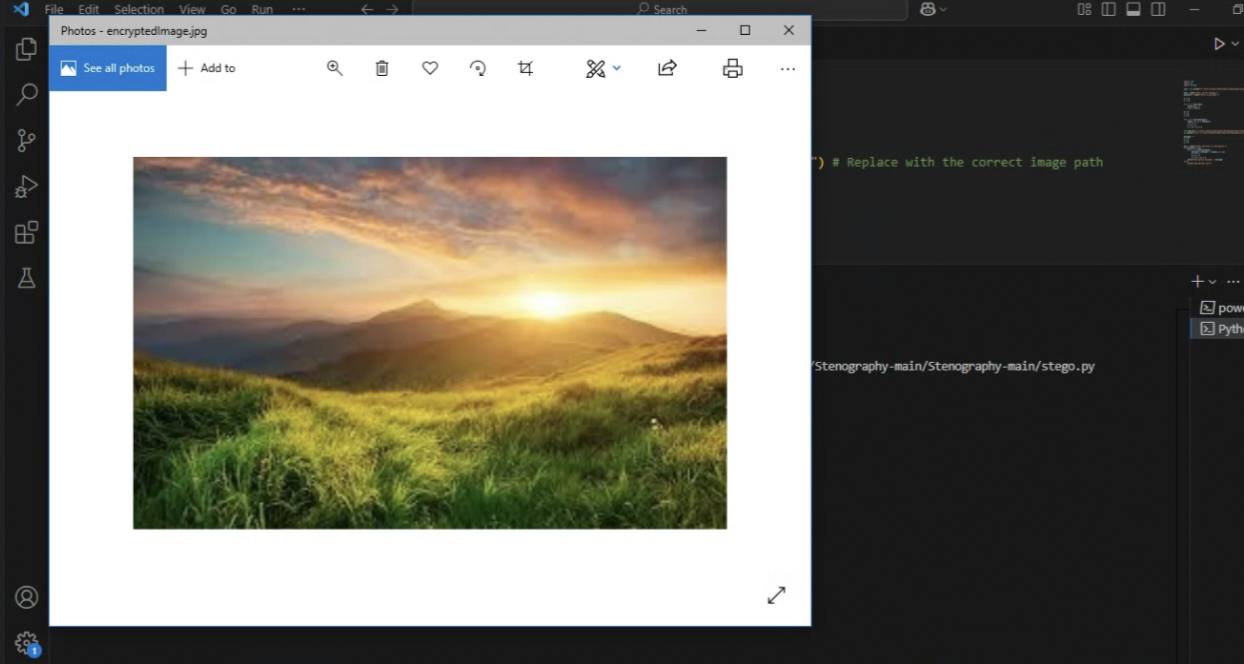 File Edit Selection View Go Run ··· Search
Photos - encryptedImage.jpg
See all photos
Add to
") # Replace with the correct image path
powe
/Stenography-main/Stenography-main/stego.py
Pyth
1